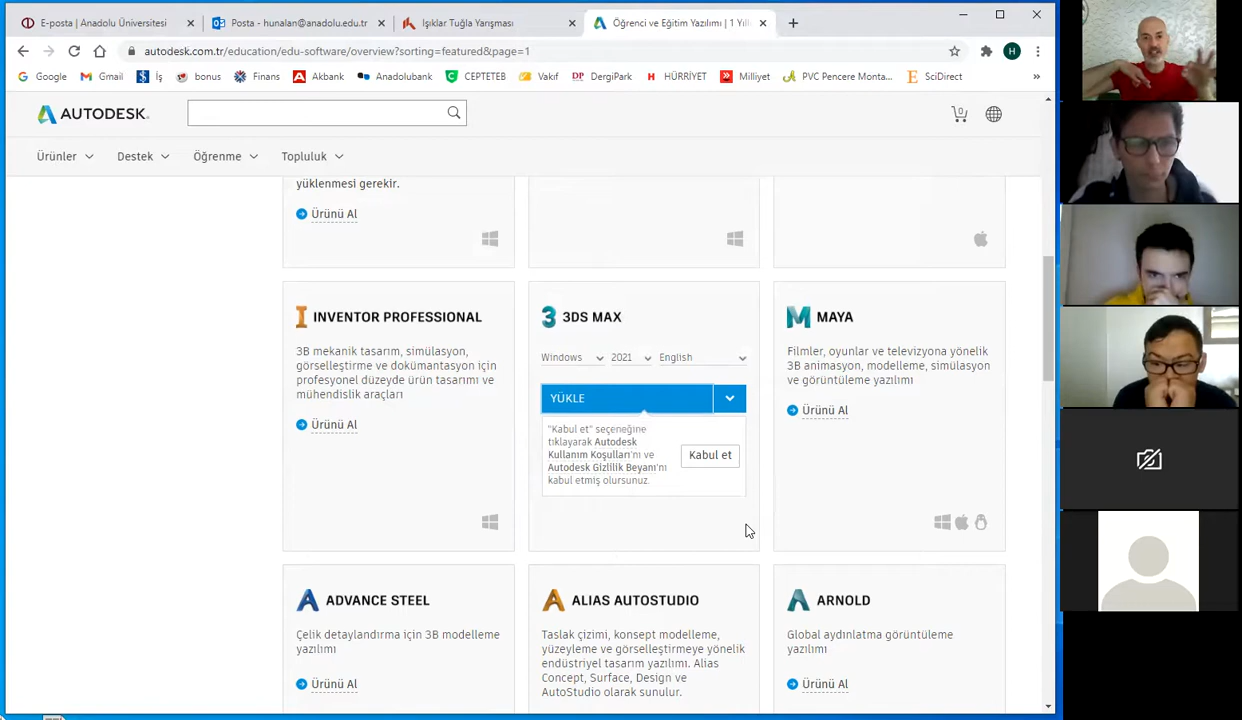 E-posta | Anadolu Üniversitesi
Posta - hunalan@anadolu.edu.tr
Işıklar Tuğla Yarışması
Öğrenci ve Eğitim Yazılımı | 1 Yıllı
autodesk.com.tr/education/edu-software/overview?sorting=featured&page=1
H
Google
Gmail
İş
bonus
Finans
Akbank
Anadolubank
CEPTETEB
Vakıf
DergiPark
HÜRRİYET
Milliyet
PVC Pencere Monta...
SciDirect
»
AUTODESK.
0
Ürünler
Destek
Öğrenme
Topluluk
yüklenmesi gerekir.
Ürünü Al
INVENTOR PROFESSIONAL
3B mekanik tasarım, simülasyon,
görselleştirme ve dokümantasyon için
profesyonel düzeyde ürün tasarımı ve
mühendislik araçları
Ürünü Al
3DS MAX
Windows 2021 English
YÜKLE
"Kabul et" seçeneğine
tıklayarak Autodesk
Kullanım Koşulları'nı ve
Autodesk Gizlilik Beyanı'nı
kabul etmiş olursunuz.
Kabul et
MAYA
Filmler, oyunlar ve televizyona yönelik
3B animasyon, modelleme, simülasyon
ve görüntüleme yazılımı
Ürünü Al
ADVANCE STEEL
Çelik detaylandırma için 3B modelleme
yazılımı
Ürünü Al
ALIAS AUTOSTUDIO
Taslak çizimi, konsept modelleme,
yüzeyleme ve görselleştirmeye yönelik
endüstriyel tasarım yazılımı. Alias
Concept, Surface, Design ve
AutoStudio olarak sunulur.
ARNOLD
Global aydınlatma görüntüleme
yazılımı
Ürünü Al